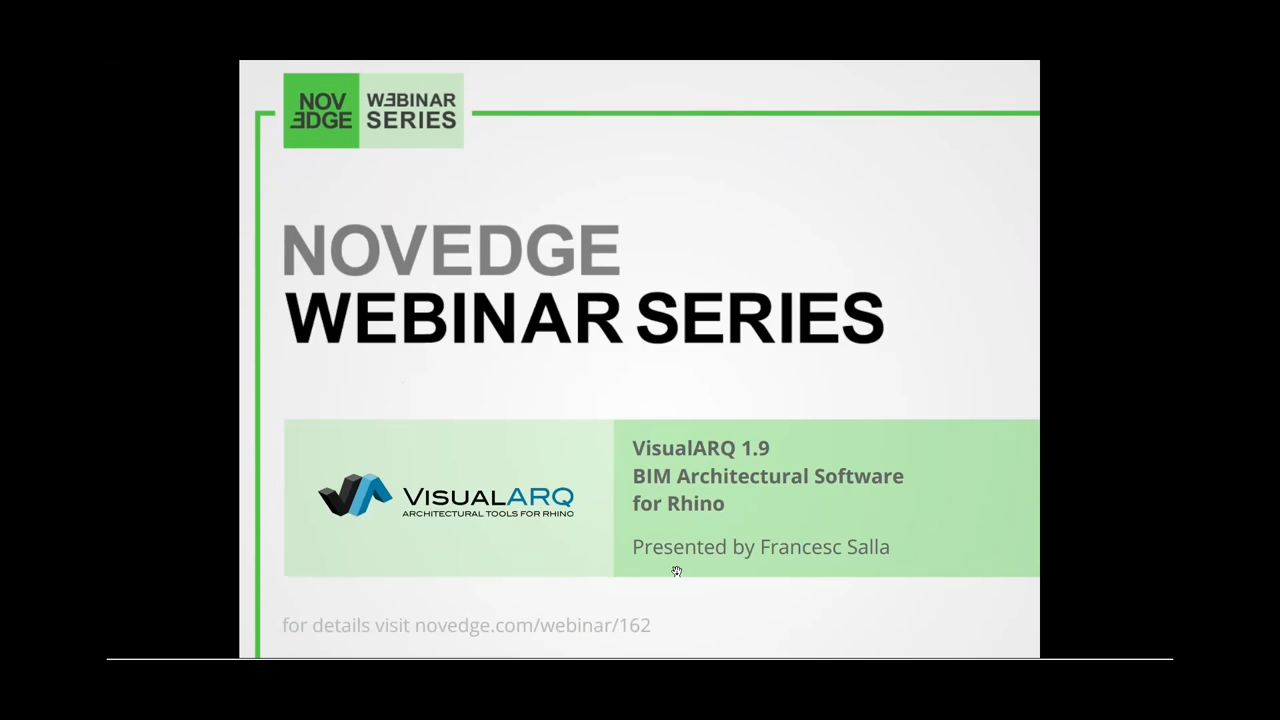 NOV
EDGE
WEBINAR
SERIES
NOVEDGE
WEBINAR SERIES
VISUALARQ
ARCHITECTURAL TOOLS FOR RHINO
VisualARQ 1.9
BIM Architectural Software
for Rhino
Presented by Francesc Salla
for details visit novedge.com/webinar/162